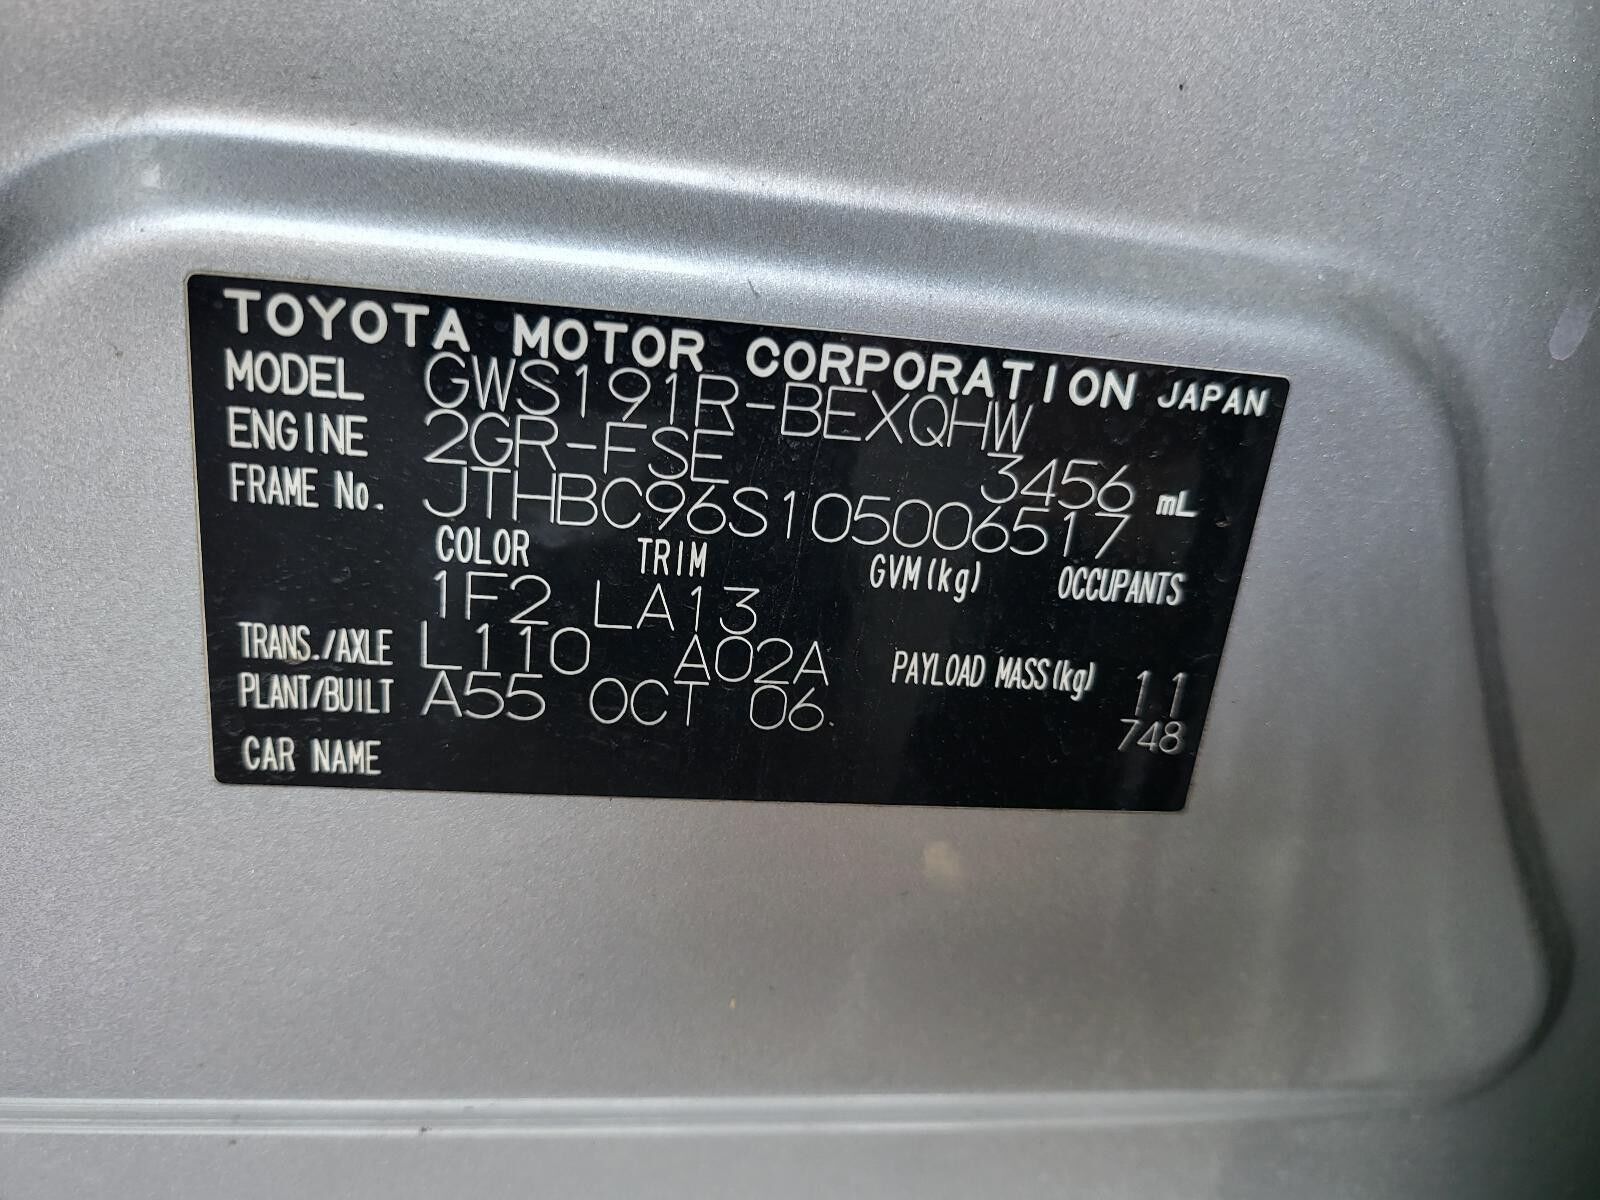 TOYOTA MOTOR CORPORATION JAPAN
MODEL GWS191R-BEXQHW
ENGINE 2GR-FSE 3456 mL
FRAME No. JTHBC96S105006517
COLOR TRIM GVM(kg) OCCUPANTS
1F2 LA13
TRANS./AXLE L110 A02A PAYLOAD MASS(kg) 11
PLANT/BUILT A55 OCT 06. 748
CAR NAME